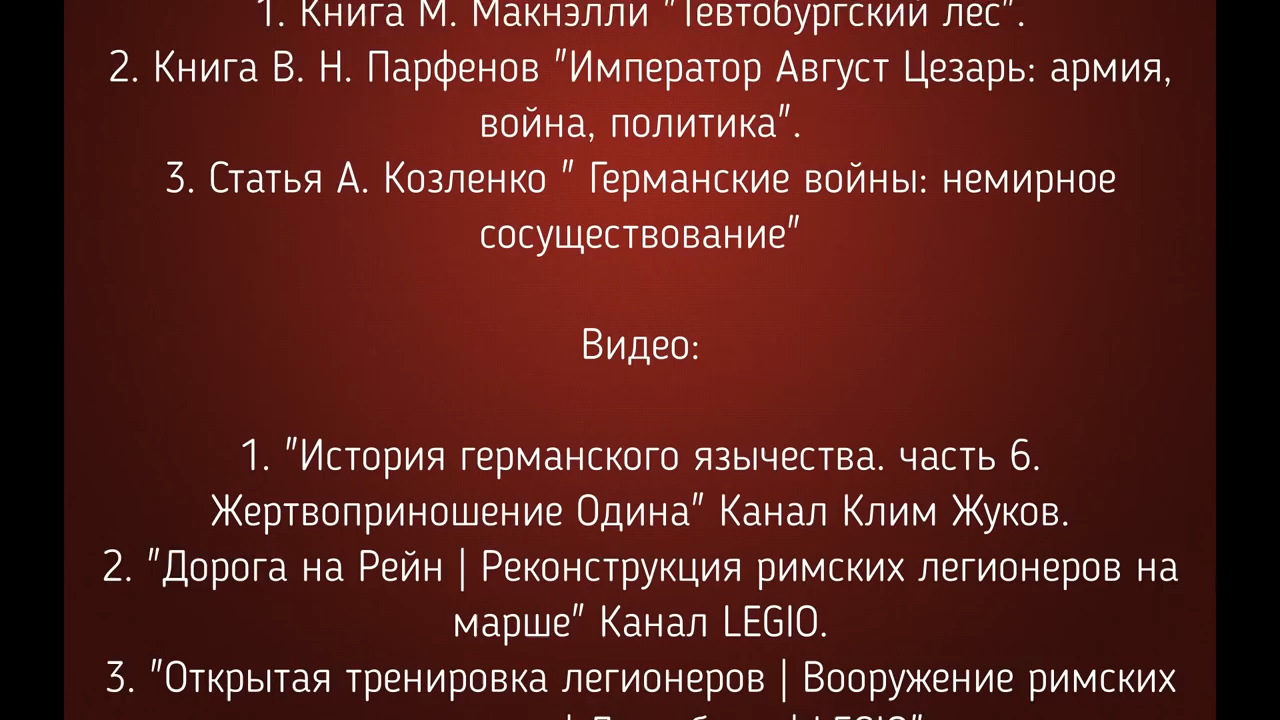 1. Книга М. Макнэлли "Тевтобургский лес".
2. Книга В. Н. Парфенов "Император Август Цезарь: армия,
война, политика".
3. Статья А. Козленко " Германские войны: немирное
сосуществование"
Видео:
1. "История германского язычества. часть 6.
Жертвоприношение Одина" Канал Клим Жуков.
2. "Дорога на Рейн | Реконструкция римских легионеров на
марше" Канал LEGIO.
3. "Открытая тренировка легионеров | Вооружение римских
| LEGIO"